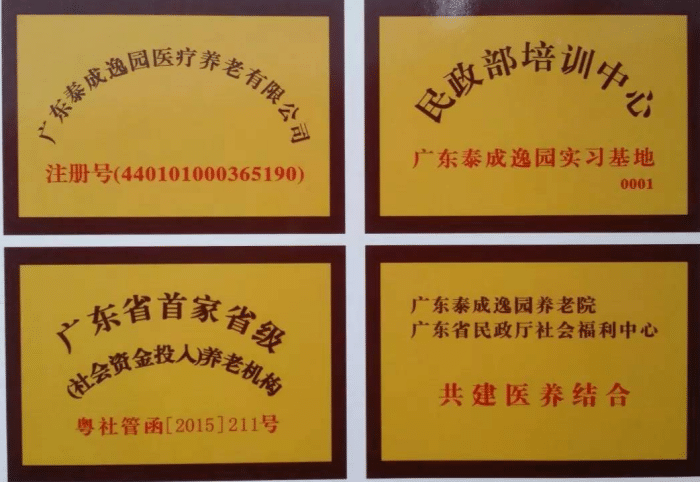 广东泰成逸园医疗养老有限公司
注册号(440101000365190)
民政部培训中心
广东泰成逸园实习基地
0001
广东省首家省级
(社会资金投入)养老机构
粤社管函[2015]211号
广东泰成逸园养老院
广东省民政厅社会福利中心
共建医养结合